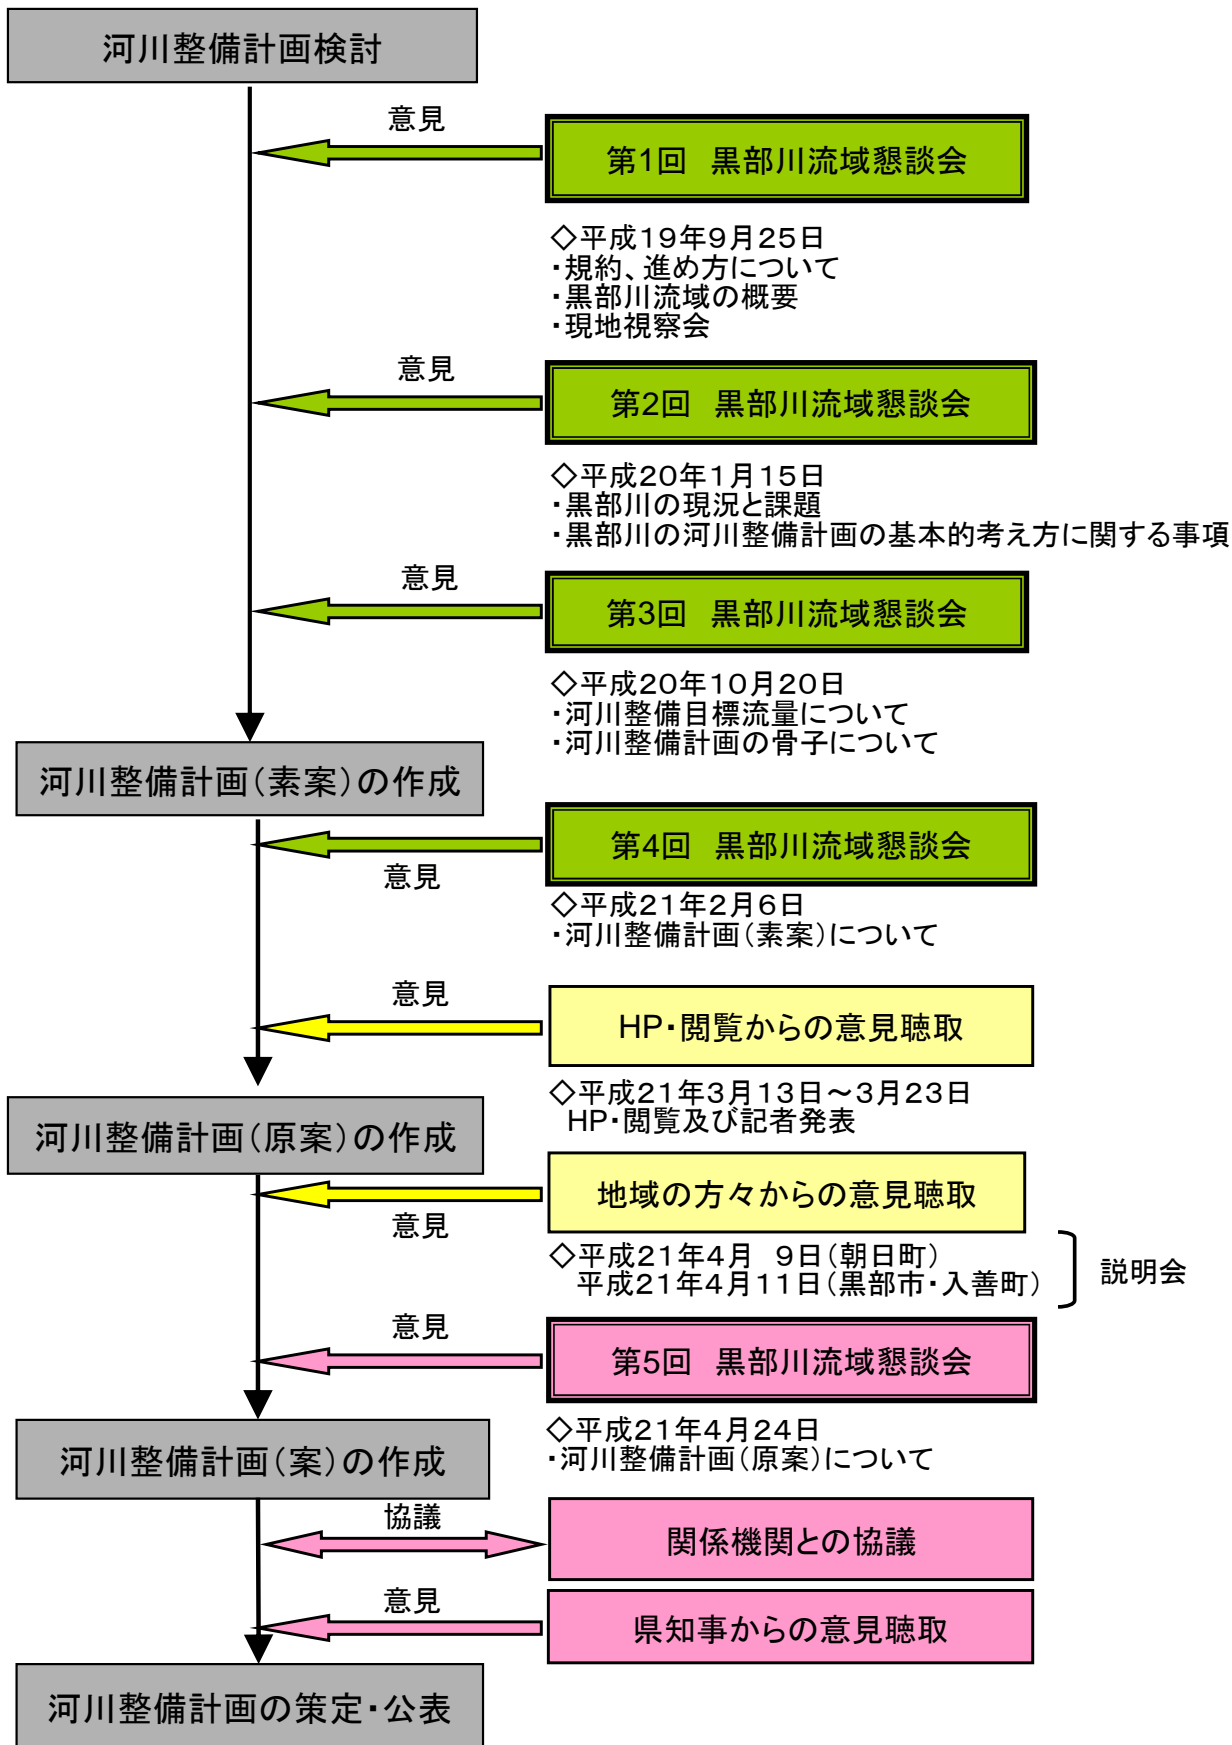 河川整備計画検討
意見
第1回　黒部川流域懇談会
◇平成19年9月25日
・規約、進め方について
・黒部川流域の概要
・現地視察会
意見
第2回　黒部川流域懇談会
◇平成20年1月15日
・黒部川の現況と課題
・黒部川の河川整備計画の基本的考え方に関する事項
意見
第3回　黒部川流域懇談会
◇平成20年10月20日
・河川整備目標流量について
・河川整備計画の骨子について
河川整備計画（素案）の作成
第4回　黒部川流域懇談会
意見
◇平成21年2月6日
・河川整備計画（素案）について
意見
HP・閲覧からの意見聴取
◇平成21年3月13日～3月23日
HP・閲覧及び記者発表
河川整備計画（原案）の作成
地域の方々からの意見聴取
意見
◇平成21年4月　9日（朝日町）
平成21年4月11日（黒部市・入善町）
説明会
意見
第5回　黒部川流域懇談会
◇平成21年4月24日
・河川整備計画（原案）について
河川整備計画（案）の作成
協議
関係機関との協議
意見
県知事からの意見聴取
河川整備計画の策定・公表